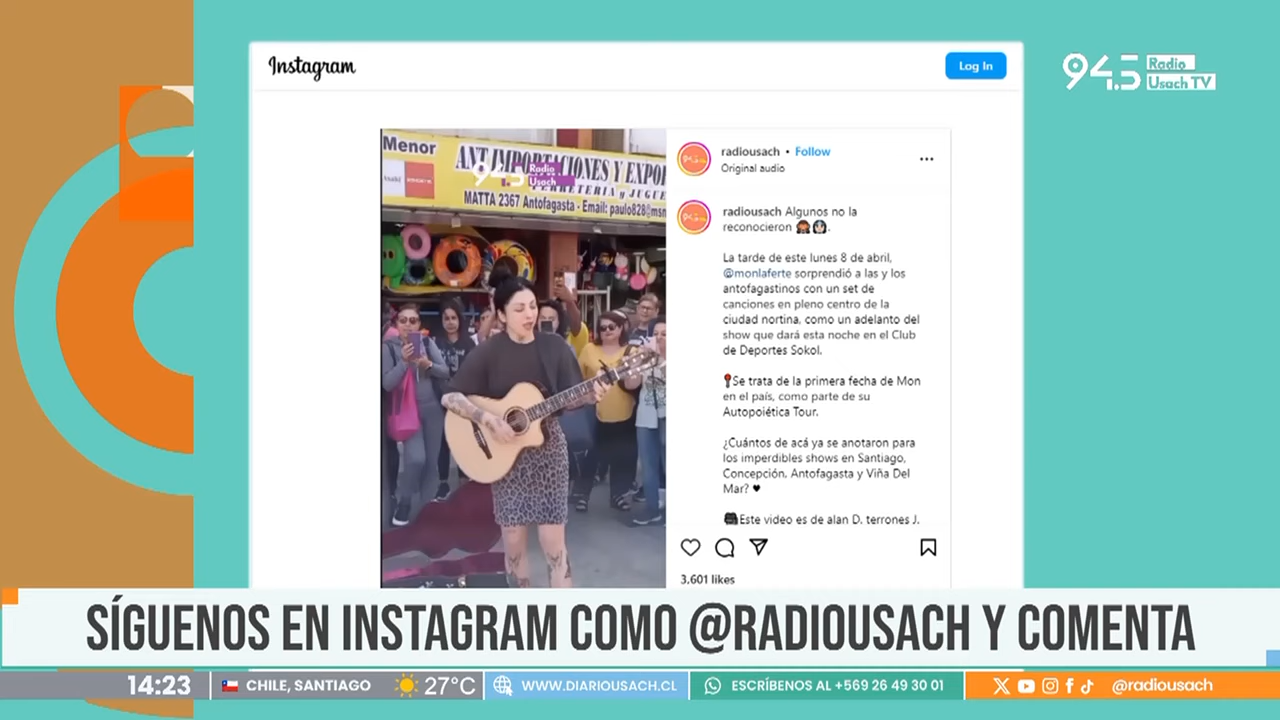 Instagram
Log In
94.5 Radio
Usach TV
Menor
ANT IMPORTACIONES Y EXPO
94.5 Radio
Usach
FERRETERIA y JUGUE
MATTA 2367 Antofagasta - Email: paulo828@msn
radiousach • Follow
Original audio
radiousach Algunos no la
reconocieron
La tarde de este lunes 8 de abril,
@monlaferte sorprendió a las y los
antofagastinos con un set de
canciones en pleno centro de la
ciudad nortina, como un adelanto del
show que dará esta noche en el Club
de Deportes Sokol.
Se trata de la primera fecha de Mon
en el país, como parte de su
Autopoiética Tour.
¿Cuántos de acá ya se anotaron para
los imperdibles shows en Santiago,
Concepción, Antofagasta y Viña Del
Mar? ♥
Este video es de alan D. terrones J.
3,601 likes
SÍGUENOS EN INSTAGRAM COMO @RADIOUSACH Y COMENTA
14:23 CHILE, SANTIAGO 27°C WWW.DIARIOUSACH.CL ESCRÍBENOS AL +569 26 49 30 01 @radiousach